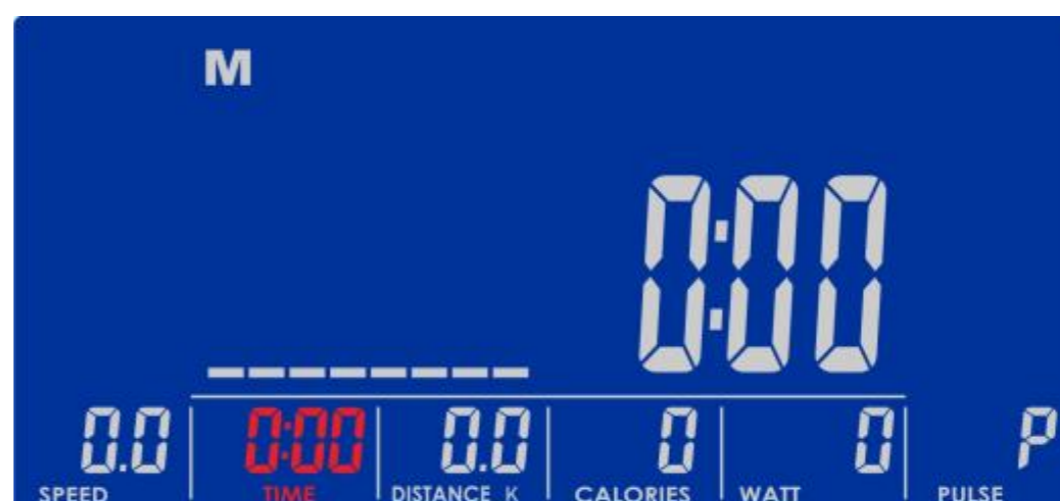 M
0:00
0.0 0:00 0.0 0 0 P
SPEED TIME DISTANCE K CALORIES WATT PULSE